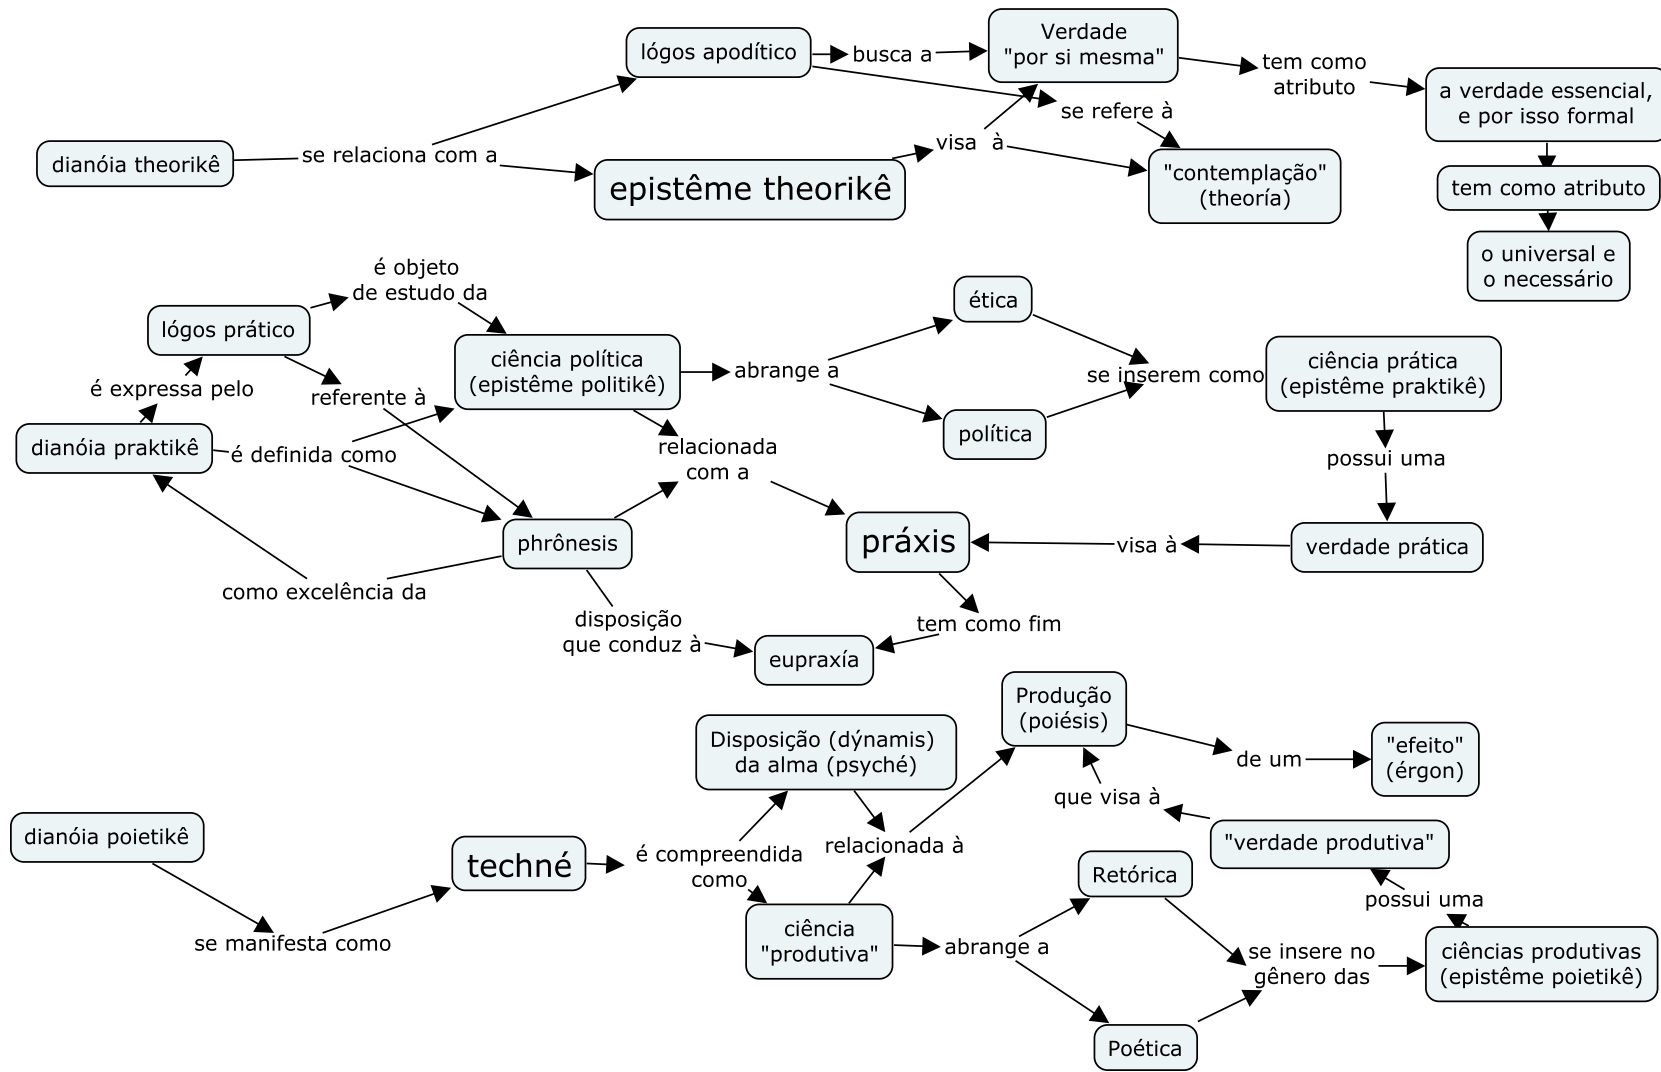 lógos apodítico
busca a
Verdade
"por si mesma"
tem como
atributo
a verdade essencial,
e por isso formal
se refere à
dianóia theorikê
se relaciona com a
epistême theorikê
visa à
"contemplação"
(theoría)
tem como atributo
o universal e
o necessário
é objeto
de estudo da
lógos prático
ética
ciência política
(epistême politikê)
abrange a
se inserem como
ciência prática
(epistême praktikê)
é expressa pelo
referente à
política
dianóia praktikê
é definida como
relacionada
com a
possui uma
phrônesis
práxis
visa à
verdade prática
como excelência da
disposição
que conduz à
tem como fim
eupraxía
Produção
(poiésis)
Disposição (dýnamis)
da alma (psyché)
de um
"efeito"
(érgon)
que visa à
dianóia poietikê
techné
é compreendida
como
relacionada à
"verdade produtiva"
Retórica
possui uma
se manifesta como
ciência
"produtiva"
abrange a
se insere no
gênero das
ciências produtivas
(epistême poietikê)
Poética